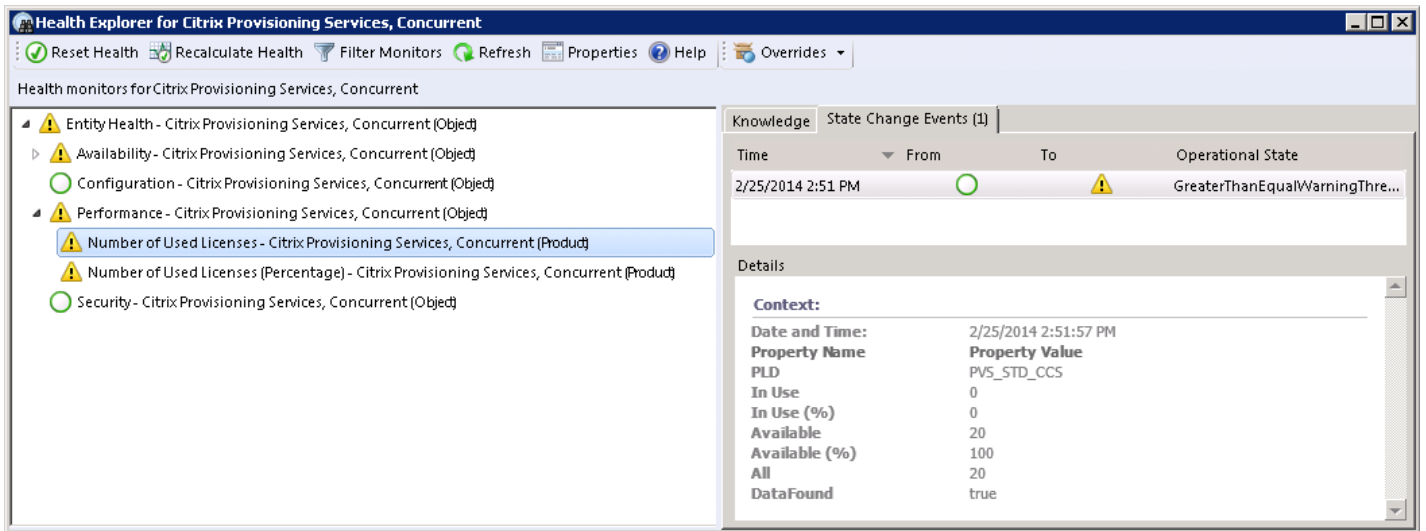 Health Explorer for Citrix Provisioning Services, Concurrent
Reset Health Recalculate Health Filter Monitors Refresh Properties Help Overrides
Health monitors for Citrix Provisioning Services, Concurrent
Entity Health - Citrix Provisioning Services, Concurrent (Object)
Availability - Citrix Provisioning Services, Concurrent (Object)
Configuration - Citrix Provisioning Services, Concurrent (Object)
Performance - Citrix Provisioning Services, Concurrent (Object)
Number of Used Licenses - Citrix Provisioning Services, Concurrent (Product)
Number of Used Licenses (Percentage) - Citrix Provisioning Services, Concurrent (Product)
Security - Citrix Provisioning Services, Concurrent (Object)
Knowledge State Change Events (1)
Time From To Operational State
2/25/2014 2:51 PM GreaterThanEqualWarningThre...
Details
Context:
Date and Time: 2/25/2014 2:51:57 PM
Property Name Property Value
PLD PVS_STD_CCS
In Use 0
In Use (%) 0
Available 20
Available (%) 100
All 20
DataFound true